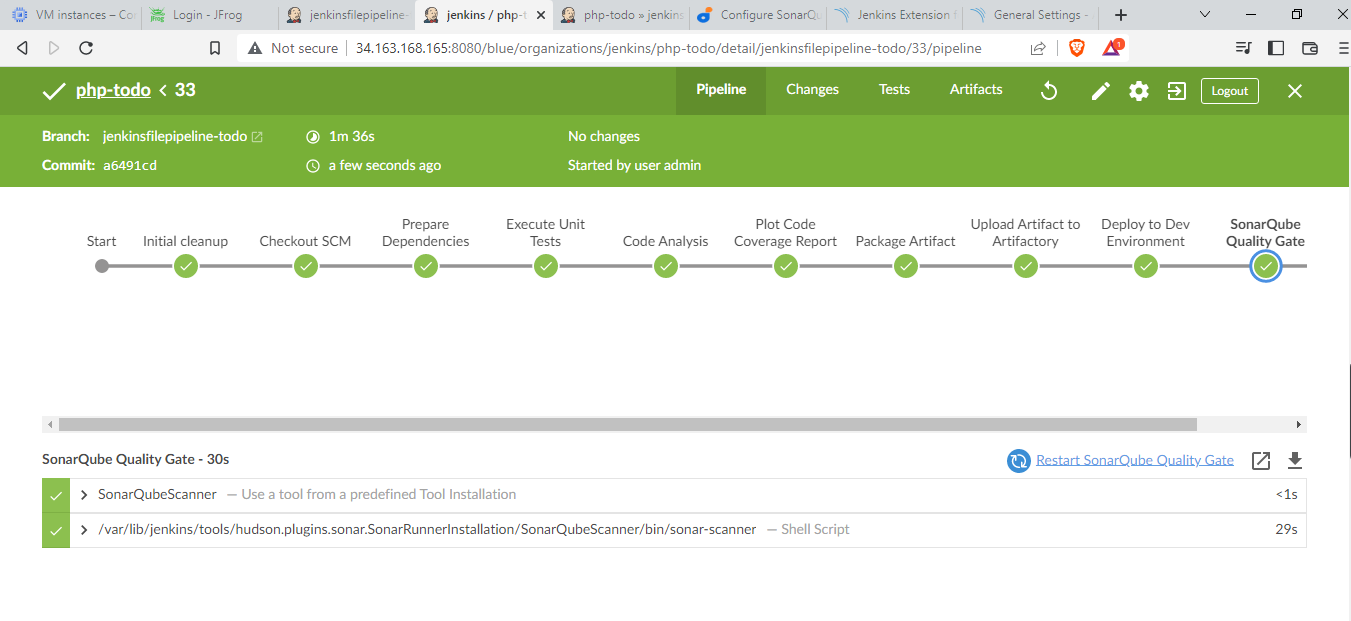 VM instances – Co
Login - JFrog
jenkinsfilepipeline-
jenkins / php-t
php-todo » jenkins
Configure SonarQu
Jenkins Extension f
General Settings -
Not secure
34.163.168.165:8080/blue/organizations/jenkins/php-todo/detail/jenkinsfilepipeline-todo/33/pipeline
1
php-todo < 33
Pipeline
Changes
Tests
Artifacts
Logout
Branch: jenkinsfilepipeline-todo
1m 36s
No changes
Commit: a6491cd
a few seconds ago
Started by user admin
Start
Initial cleanup
Checkout SCM
Prepare
Dependencies
Execute Unit
Tests
Code Analysis
Plot Code
Coverage Report
Package Artifact
Upload Artifact to
Artifactory
Deploy to Dev
Environment
SonarQube
Quality Gate
SonarQube Quality Gate - 30s
Restart SonarQube Quality Gate
SonarQubeScanner — Use a tool from a predefined Tool Installation
<1s
/var/lib/jenkins/tools/hudson.plugins.sonar.SonarRunnerInstallation/SonarQubeScanner/bin/sonar-scanner — Shell Script
29s